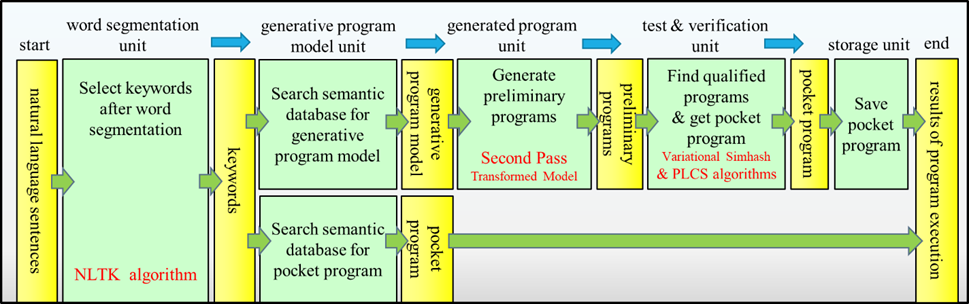 start
word segmentation
unit
generative program
model unit
generated program
unit
test & verification
unit
storage unit
end
natural language sentences
Select keywords
after word
segmentation
NLTK algorithm
keywords
Search semantic
database for
generative
program model
generative
program model
Generate
preliminary
programs
Second Pass
Transformed Model
preliminary
programs
Find qualified
programs
& get pocket
program
Variational Simhash
& PLCS algorithms
pocket program
Save
pocket
program
results of program execution
Search semantic
database for
pocket program
pocket
program